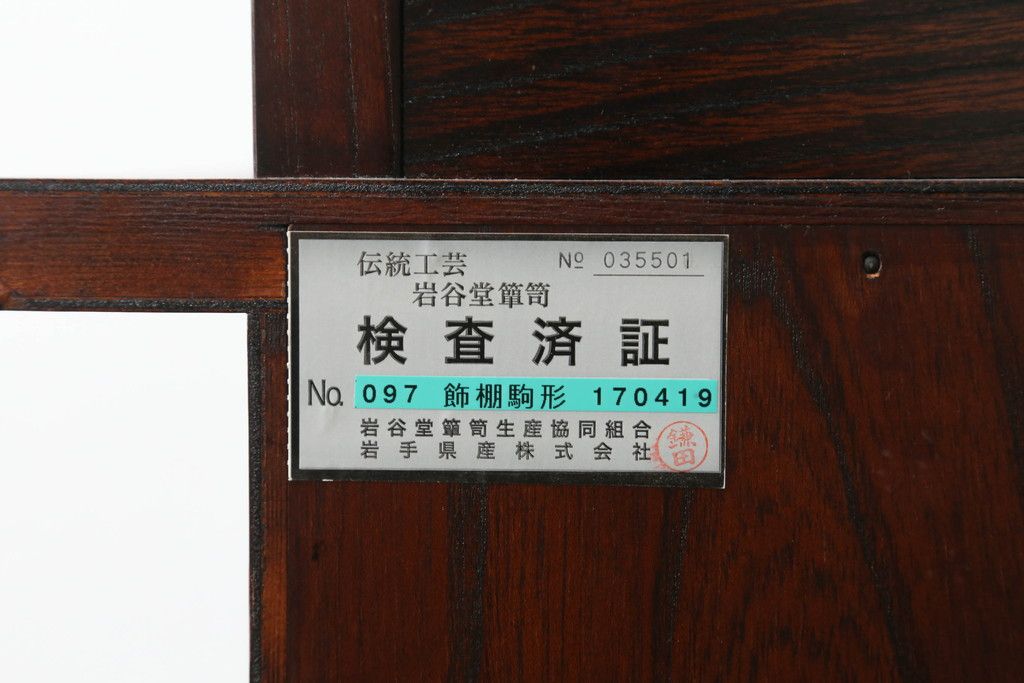 伝統工芸 № 035501
岩谷堂簞笥
検査済証
No. 097 飾棚駒形 170419
岩谷堂簞笥生産協同組合
岩手県産株式会社
鎌田